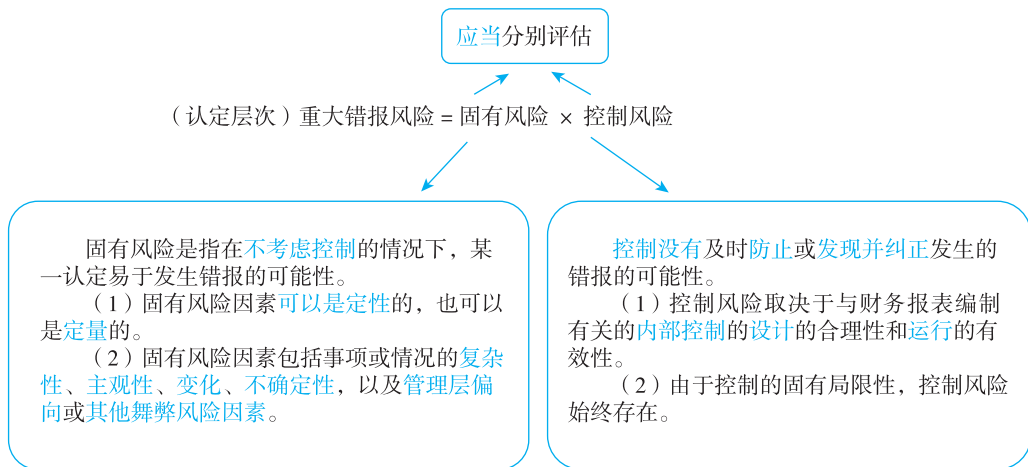 应当分别评估
（认定层次）重大错报风险 = 固有风险 × 控制风险
固有风险是指在不考虑控制的情况下，某
一认定易于发生错报的可能性。
（1）固有风险因素可以是定性的，也可以
是定量的。
（2）固有风险因素包括事项或情况的复杂
性、主观性、变化、不确定性，以及管理层偏
向或其他舞弊风险因素。
控制没有及时防止或发现并纠正发生的
错报的可能性。
（1）控制风险取决于与财务报表编制
有关的内部控制的设计的合理性和运行的有
效性。
（2）由于控制的固有局限性，控制风险
始终存在。